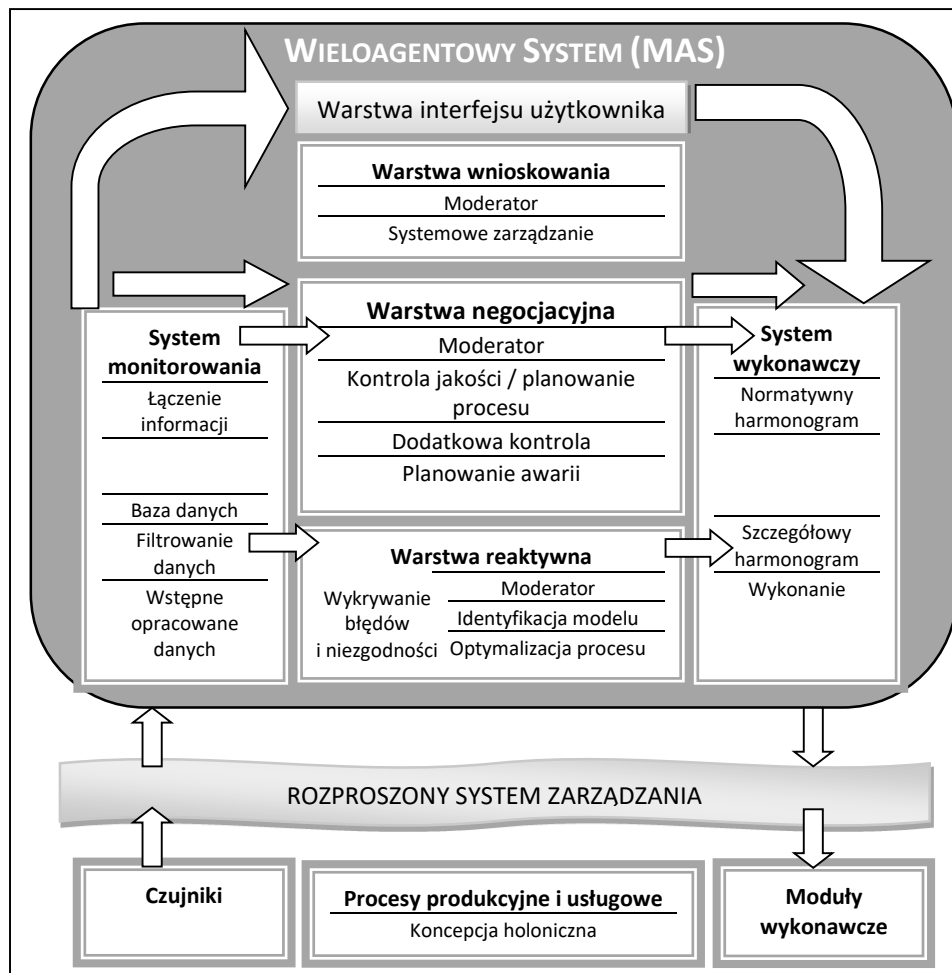 WIELOAGENTOWY SYSTEM (MAS)
Warstwa interfejsu użytkownika
Warstwa wnioskowania
Moderator
Systemowe zarządzanie
System
monitorowania
Łączenie
informacji
Baza danych
Filtrowanie
danych
Wstępne
opracowane
danych
Warstwa negocjacyjna
Moderator
Kontrola jakości / planowanie
procesu
Dodatkowa kontrola
Planowanie awarii
Warstwa reaktywna
Wykrywanie
błędów
i niezgodności
Moderator
Identyfikacja modelu
Optymalizacja procesu
System
wykonawczy
Normatywny
harmonogram
Szczegółowy
harmonogram
Wykonanie
ROZPROSZONY SYSTEM ZARZĄDZANIA
Czujniki
Procesy produkcyjne i usługowe
Koncepcja holoniczna
Moduły
wykonawcze